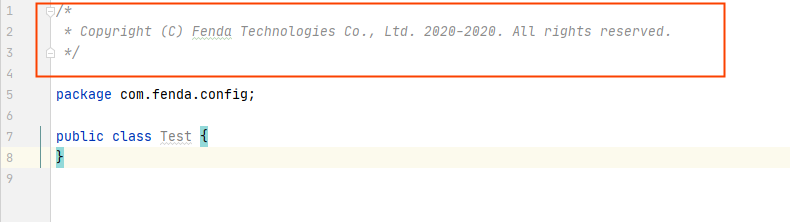 1 /*
2 * Copyright (C) Fenda Technologies Co., Ltd. 2020-2020. All rights reserved.
3 */
4
5 package com.fenda.config;
6
7 public class Test {
8 }
9